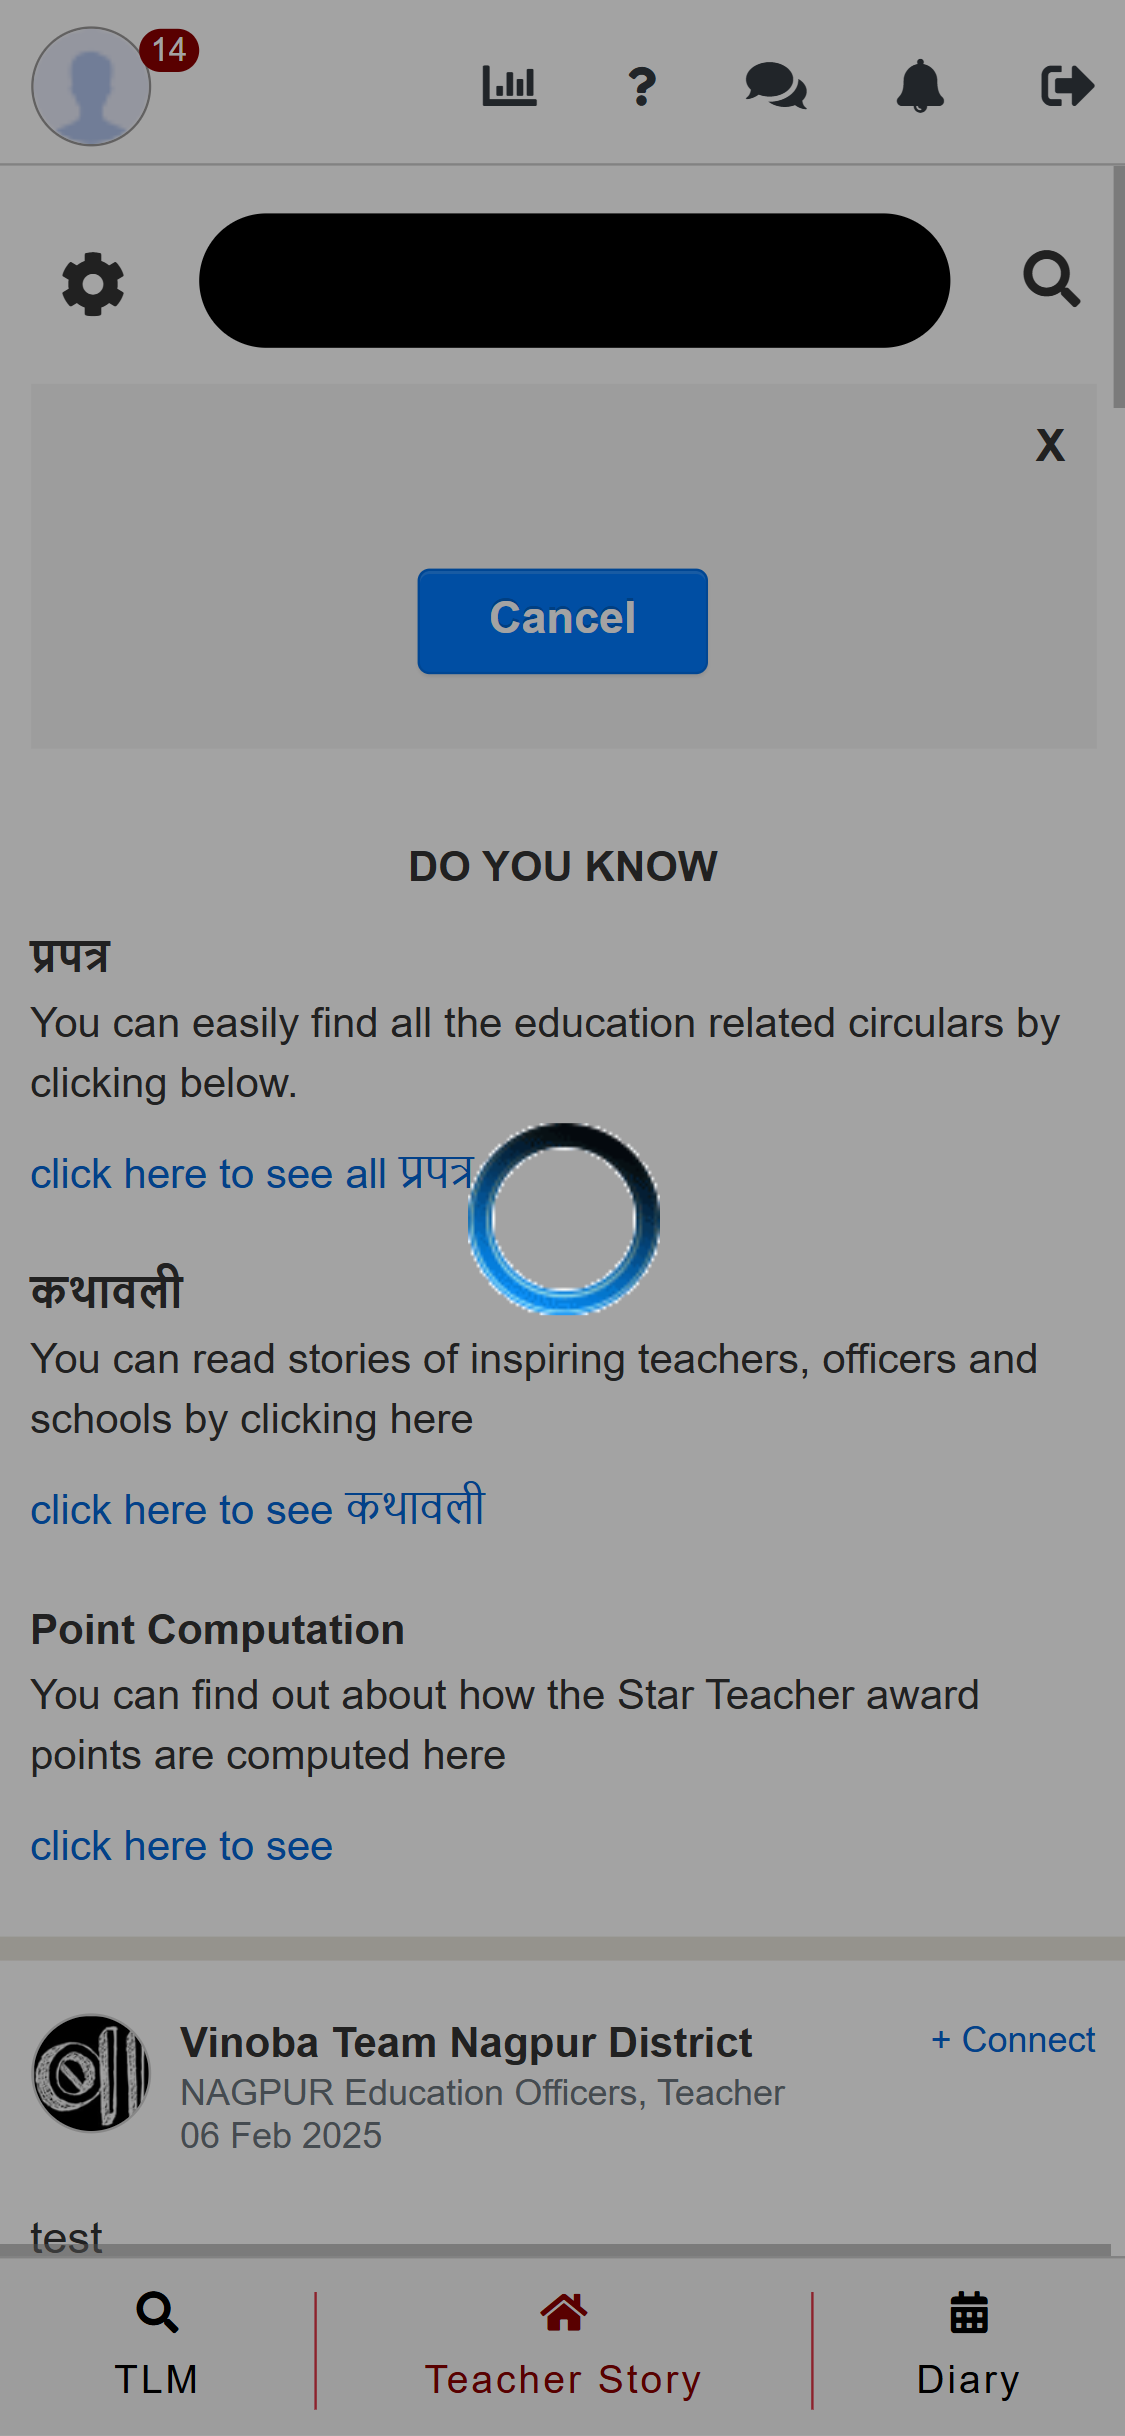 14
X
Cancel
DO YOU KNOW
प्रपत्र
You can easily find all the education related circulars by
clicking below.
click here to see all प्रपत्र
कथावली
You can read stories of inspiring teachers, officers and
schools by clicking here
click here to see कथावली
Point Computation
You can find out about how the Star Teacher award
points are computed here
click here to see
Vinoba Team Nagpur District
+ Connect
NAGPUR Education Officers, Teacher
06 Feb 2025
test
TLM
Teacher Story
Diary